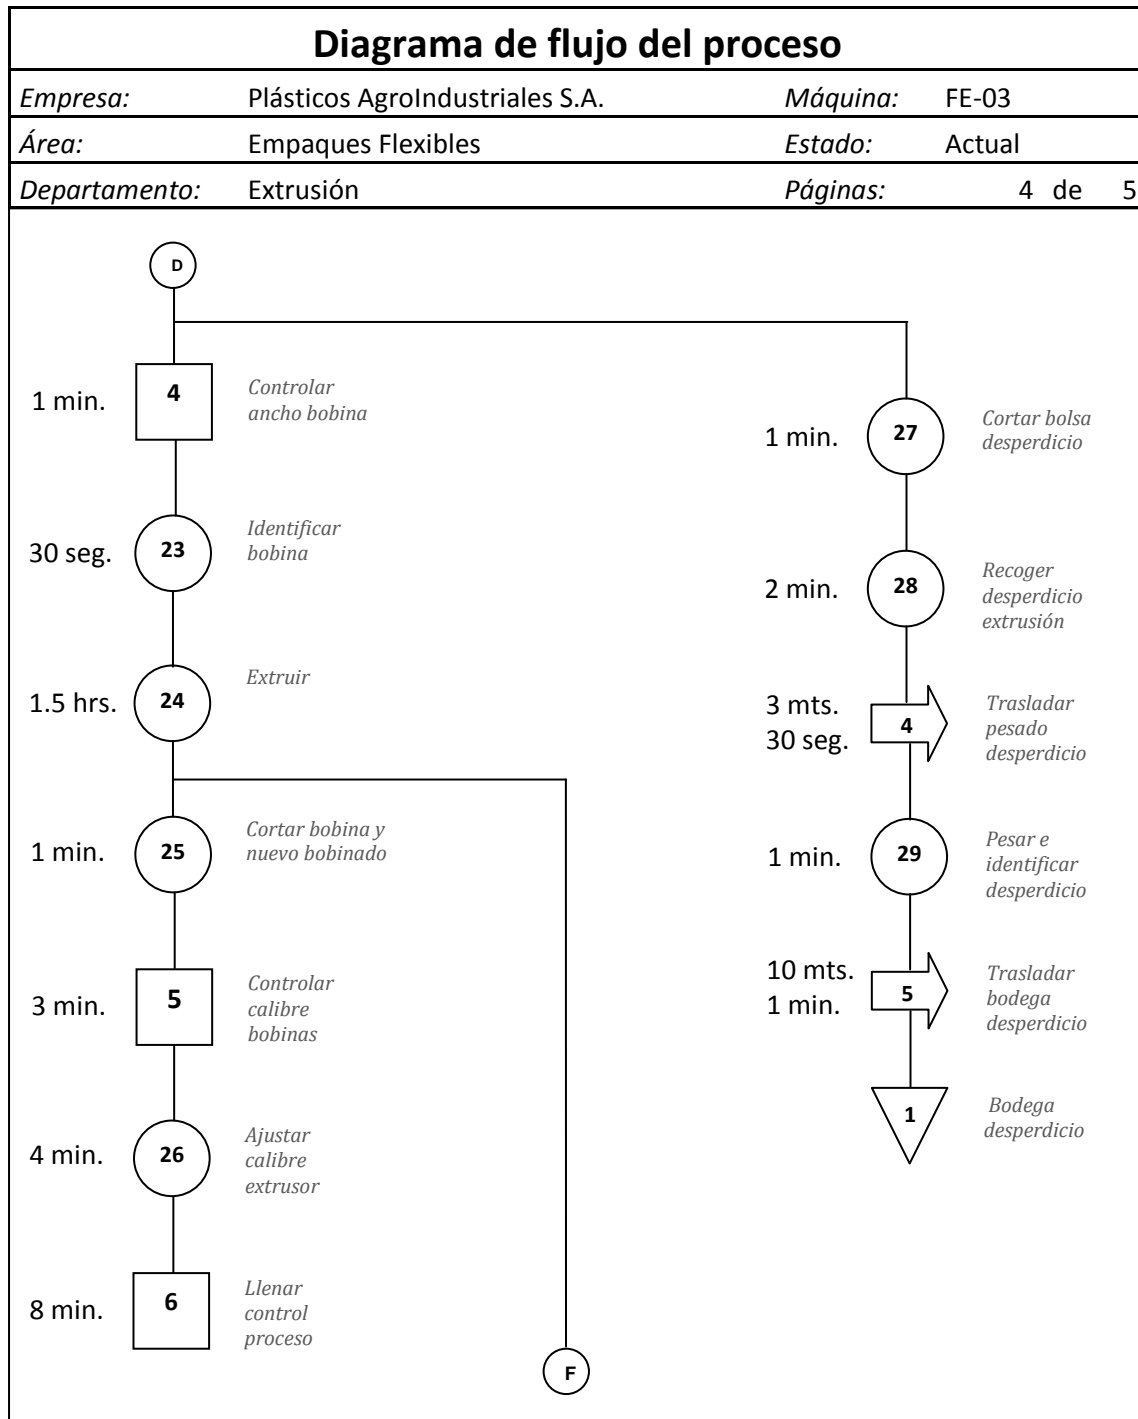 Diagrama de flujo del proceso
Empresa: Plásticos AgroIndustriales S.A. Máquina: FE-03
Área: Empaques Flexibles Estado: Actual
Departamento: Extrusión Páginas: 4 de 5
D
1 min.
4
Controlar
ancho bobina
30 seg.
23
Identificar
bobina
1.5 hrs.
24
Extruir
1 min.
25
Cortar bobina y
nuevo bobinado
3 min.
5
Controlar
calibre
bobinas
4 min.
26
Ajustar
calibre
extrusor
8 min.
6
Llenar
control
proceso
F
1 min.
27
Cortar bolsa
desperdicio
2 min.
28
Recoger
desperdicio
extrusión
3 mts.
30 seg.
4
Trasladar
pesado
desperdicio
1 min.
29
Pesar e
identificar
desperdicio
10 mts.
1 min.
5
Trasladar
bodega
desperdicio
1
Bodega
desperdicio